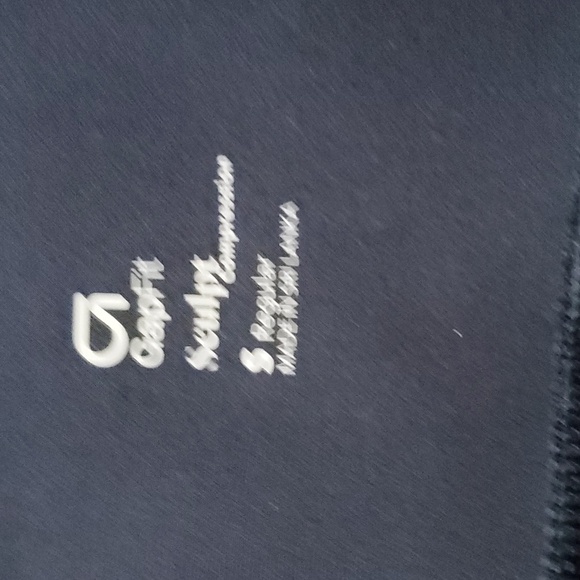 GapFit
Sculpt
Compression
S Regular
MADE IN SRI LANKA